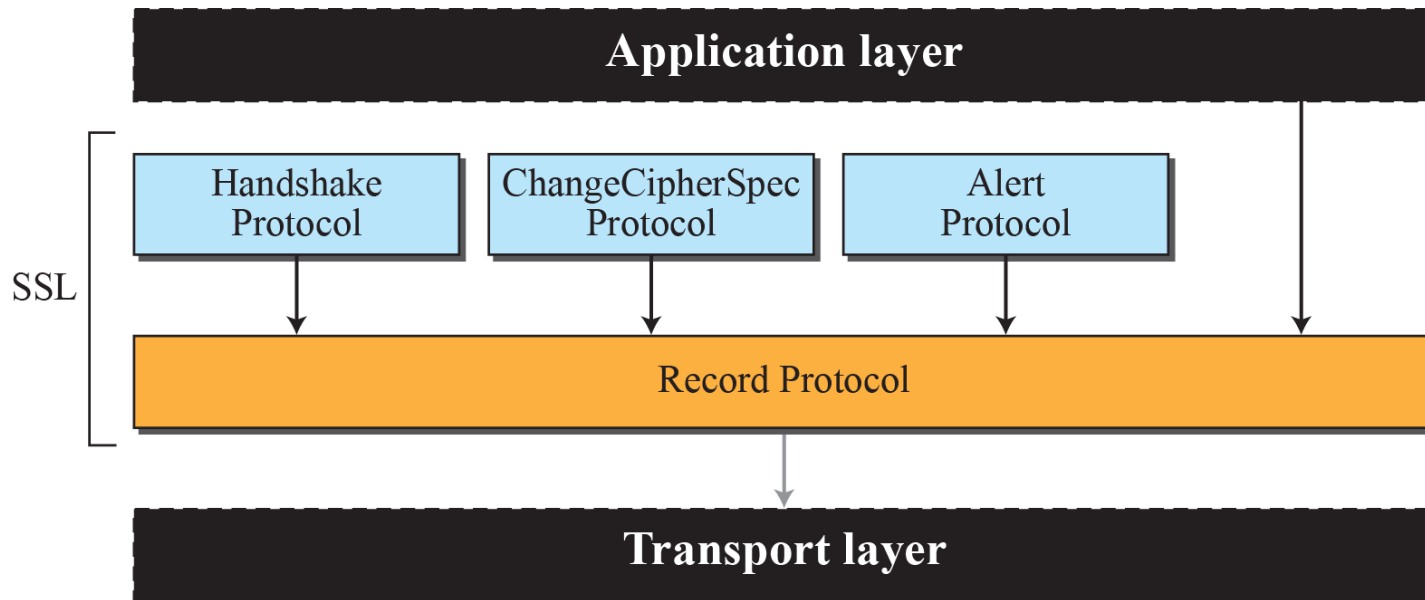 Application layer
Handshake
Protocol
ChangeCipherSpec
Protocol
Alert
Protocol
SSL
Record Protocol
Transport layer